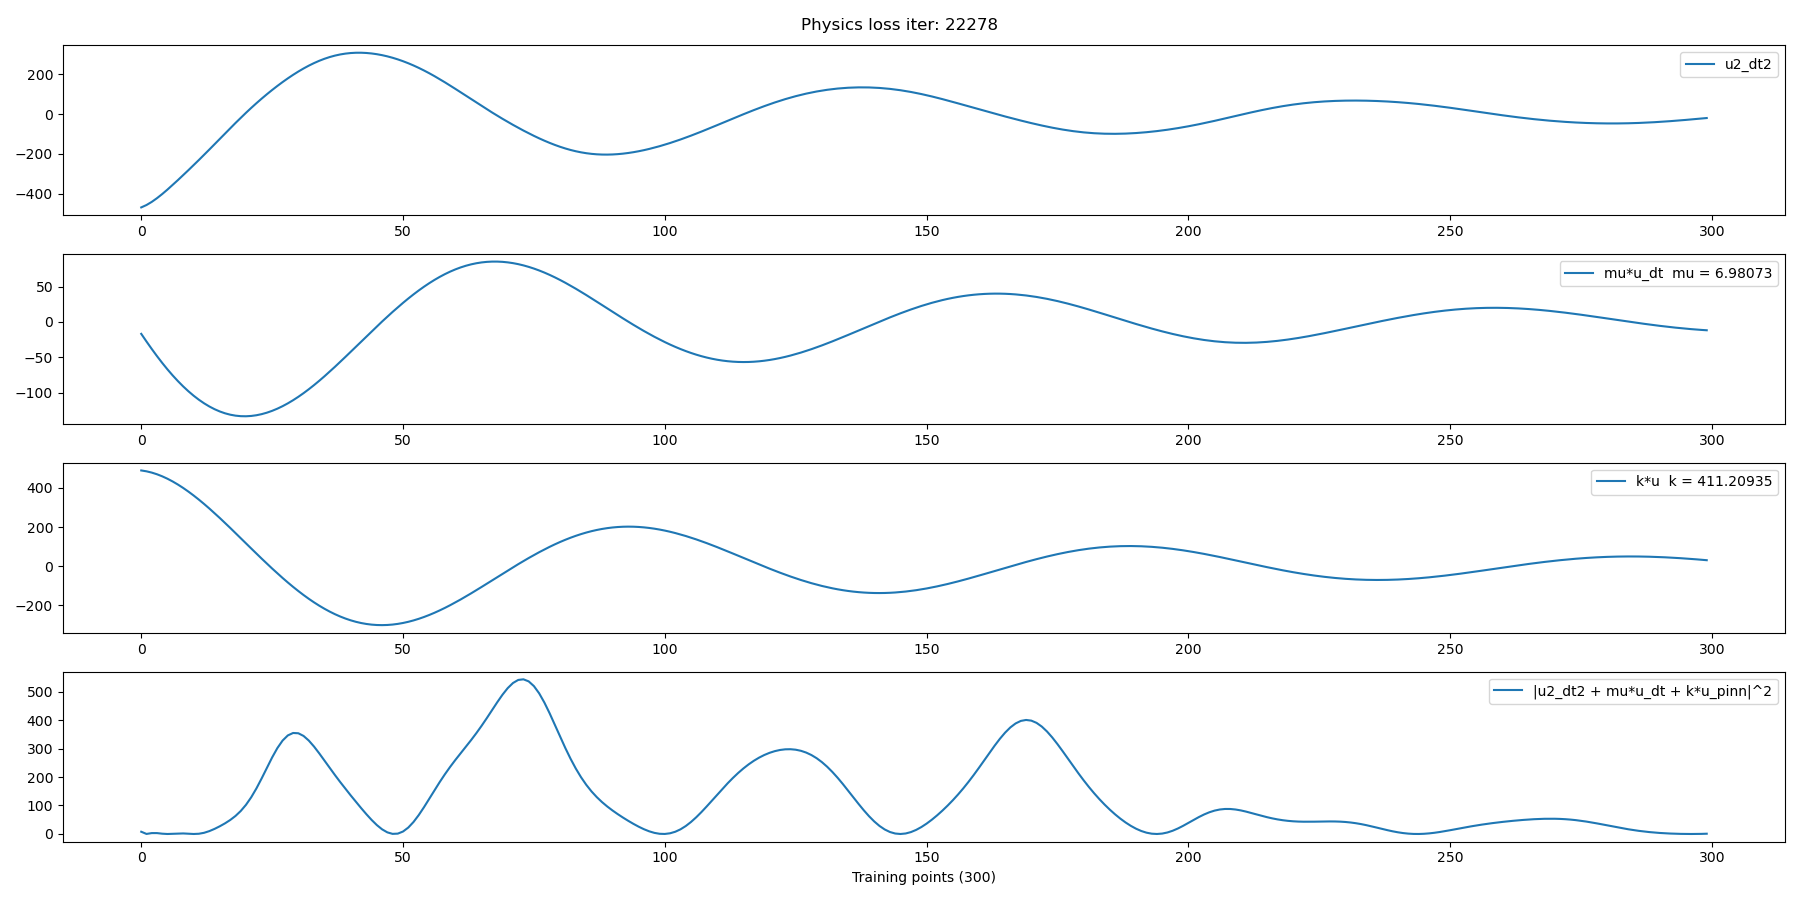 Physics loss iter: 22278
u2_dt2
200
0
−200
−400
0 50 100 150 200 250 300
mu*u_dt  mu = 6.98073
50
0
−50
−100
0 50 100 150 200 250 300
k*u  k = 411.20935
400
200
0
−200
0 50 100 150 200 250 300
|u2_dt2 + mu*u_dt + k*u_pinn|^2
500
400
300
200
100
0
0 50 100 150 200 250 300
Training points (300)